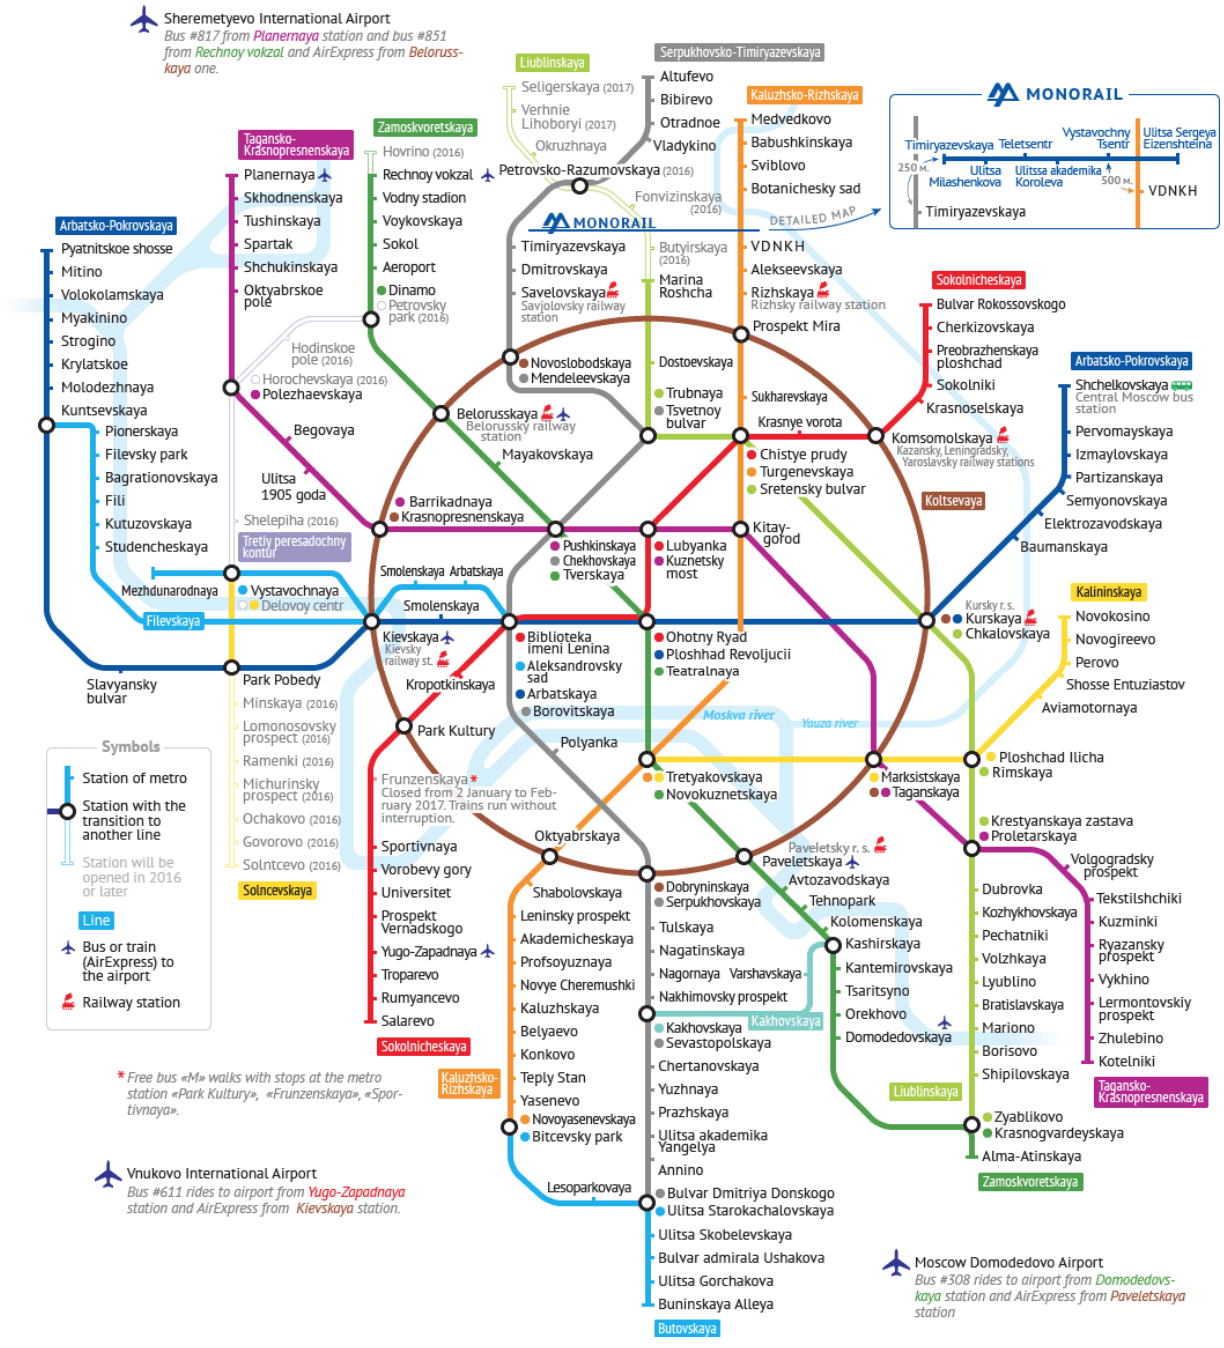 Sheremetyevo International Airport
Bus #817 from Planernaya station and bus #851
from Rechnoy vokzal and AirExpress from Beloruss-
kaya one.
Liublinskaya
Seligerskaya (2017)
Verhnie
Lihoboryi (2017)
Okruzhnaya
Petrovsko-Razumovskaya (2016)
Fonvizinskaya
(2016)
Butyirskaya
(2016)
Marina
Roshcha
Dostoevskaya
Trubnaya
Tsvetnoy
bulvar
Serpukhovsko-Timiryazevskaya
Altufevo
Bibirevo
Otradnoe
Vladykino
MONORAIL
DETAILED MAP
Timiryazevskaya
Dmitrovskaya
Savelovskaya
Savjolovsky railway
station
Novoslobodskaya
Mendeleevskaya
Kaluzhsko-Rizhskaya
Medvedkovo
Babushkinskaya
Sviblovo
Botanichesky sad
VDNKH
Alekseevskaya
Rizhskaya
Rizhsky railway station
Prospekt Mira
Sukharevskaya
MONORAIL
Timiryazevskaya
Teletsentr
Vystavochny
Tsentr
Ulitsa Sergeya
Eizenshteina
250 м.
Ulitsa
Milashenkova
Ulitssa akademika
Koroleva
500 м.
VDNKH
Timiryazevskaya
Tagansko-
Krasnopresnenskaya
Planernaya
Skhodnenskaya
Tushinskaya
Spartak
Shchukinskaya
Oktyabrskoe
pole
Zamoskvoretskaya
Hovrino (2016)
Rechnoy vokzal
Vodny stadion
Voykovskaya
Sokol
Aeroport
Dinamo
Petrovsky
park (2016)
Hodinskoe
pole (2016)
Horochevskaya (2016)
Polezhaevskaya
Begovaya
Ulitsa
1905 goda
Shelepiha (2016)
Tretiy peresadochny
kontur
Belorusskaya
Belorussky railway
station
Mayakovskaya
Barrikadnaya
Krasnopresnenskaya
Arbatsko-Pokrovskaya
Pyatnitskoe shosse
Mitino
Volokolamskaya
Myakinino
Strogino
Krylatskoe
Molodezhnaya
Kuntsevskaya
Pionerskaya
Filevsky park
Bagrationovskaya
Fili
Kutuzovskaya
Studencheskaya
Mezhdunarodnaya
Vystavochnaya
Delovoy centr
Filevskaya
Slavyansky
bulvar
Park Pobedy
Minskaya (2016)
Lomonosovsky
prospect (2016)
Ramenki (2016)
Michurinsky
prospect (2016)
Ochakovo (2016)
Govorovo (2016)
Solntcevo (2016)
Solncevskaya
Sokolnicheskaya
Bulvar Rokossovskogo
Cherkizovskaya
Preobrazhenskaya
ploshchad
Sokolniki
Krasnoselskaya
Krasnye vorota
Komsomolskaya
Kazansky, Leningradsky,
Yaroslavsky railway stations
Chistye prudy
Turgenevskaya
Sretensky bulvar
Koltsevaya
Arbatsko-Pokrovskaya
Shchelkovskaya
Central Moscow bus
station
Pervomayskaya
Izmaylovskaya
Partizanskaya
Semyonovskaya
Elektrozavodskaya
Baumanskaya
Kursky r. s.
Kurskaya
Chkalovskaya
Kalininskaya
Novokosino
Novogireevo
Perovo
Shosse Entuziastov
Aviamotornaya
Ploshchad Ilicha
Rimskaya
Pushkinskaya
Chekhovskaya
Tverskaya
Lubyanka
Kuznetsky
most
Kitay-
gorod
Smolenskaya Arbatskaya
Smolenskaya
Kievskaya
Kievsky
railway st.
Kropotkinskaya
Park Kultury
Biblioteka
imeni Lenina
Aleksandrovsky
sad
Arbatskaya
Borovitskaya
Polyanka
Ohotny Ryad
Ploshhad Revoljucii
Teatralnaya
Moskva river
Yauza river
Tretyakovskaya
Novokuznetskaya
Marksistskaya
Taganskaya
Oktyabrskaya
Paveletsky r. s.
Paveletskaya
Avtozavodskaya
Tehnopark
Kolomenskaya
Kashirskaya
Kantemirovskaya
Tsaritsyno
Orekhovo
Domodedovskaya
Krestyanskaya zastava
Proletarskaya
Volgogradsky
prospekt
Tekstilshchiki
Kuzminki
Ryazansky
prospekt
Vykhino
Lermontovskiy
prospekt
Zhulebino
Kotelniki
Tagansko-
Krasnopresnenskaya
Dubrovka
Kozhykhovskaya
Pechatniki
Volzhkaya
Lyublino
Bratislavskaya
Mariono
Borisovo
Shipilovskaya
Liublinskaya
Zyablikovo
Krasnogvardeyskaya
Alma-Atinskaya
Zamoskvoretskaya
Symbols
Station of metro
Station with the
transition to
another line
Station will be
opened in 2016
or later
Line
Bus or train
(AirExpress) to
the airport
Railway station
Frunzenskaya *
Closed from 2 January to Feb-
ruary 2017. Trains run without
interruption.
Sportivnaya
Vorobevy gory
Universitet
Prospekt
Vernadskogo
Yugo-Zapadnaya
Troparevo
Rumyancevo
Salarevo
Sokolnicheskaya
Shabolovskaya
Leninsky prospekt
Akademicheskaya
Profsoyuznaya
Novye Cheremushki
Kaluzhskaya
Belyaevo
Konkovo
Teply Stan
Yasenevo
Novoyasenevskaya
Bitcevsky park
Kaluzhsko-
Rizhskaya
Lesoparkovaya
Dobryninskaya
Serpukhovskaya
Tulskaya
Nagatinskaya
Nagornaya
Varshavskaya
Nakhimovsky prospekt
Kakhovskaya
Kakhovskaya
Sevastopolskaya
Chertanovskaya
Yuzhnaya
Prazhskaya
Ulitsa akademika
Yangelya
Annino
Bulvar Dmitriya Donskogo
Ulitsa Starokachalovskaya
Ulitsa Skobelevskaya
Bulvar admirala Ushakova
Ulitsa Gorchakova
Buninskaya Alleya
Butovskaya
* Free bus «M» walks with stops at the metro
station «Park Kultury», «Frunzenskaya», «Spor-
tivnaya».
Vnukovo International Airport
Bus #611 rides to airport from Yugo-Zapadnaya
station and AirExpress from Kievskaya station.
Moscow Domodedovo Airport
Bus #308 rides to airport from Domodedovs-
kaya station and AirExpress from Paveletskaya
station